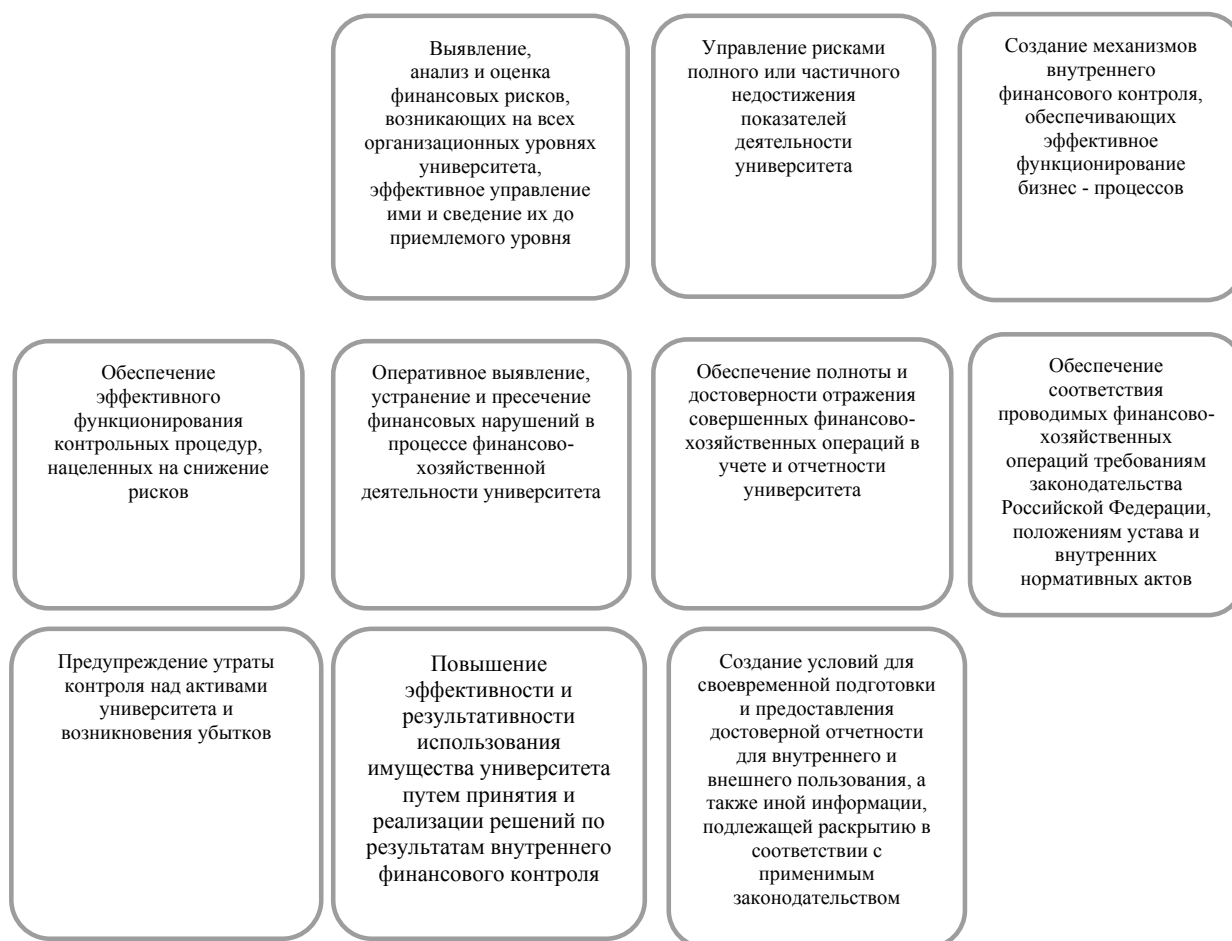 Выявление,
анализ и оценка
финансовых рисков,
возникающих на всех
организационных уровнях
университета,
эффективное управление
ими и сведение их до
приемлемого уровня
Управление рисками
полного или частичного
недостижения
показателей
деятельности
университета
Создание механизмов
внутреннего
финансового контроля,
обеспечивающих
эффективное
функционирование
бизнес - процессов
Обеспечение
эффективного
функционирования
контрольных процедур,
нацеленных на снижение
рисков
Оперативное выявление,
устранение и пресечение
финансовых нарушений в
процессе финансово-
хозяйственной
деятельности университета
Обеспечение полноты и
достоверности отражения
совершенных финансово-
хозяйственных операций в
учете и отчетности
университета
Обеспечение
соответствия
проводимых финансово-
хозяйственных
операций требованиям
законодательства
Российской Федерации,
положениям устава и
внутренних
нормативных актов
Предупреждение утраты
контроля над активами
университета и
возникновения убытков
Повышение
эффективности и
результативности
использования
имущества университета
путем принятия и
реализации решений по
результатам внутреннего
финансового контроля
Создание условий для
своевременной подготовки
и предоставления
достоверной отчетности
для внутреннего и
внешнего пользования, а
также иной информации,
подлежащей раскрытию в
соответствии с
применимым
законодательством